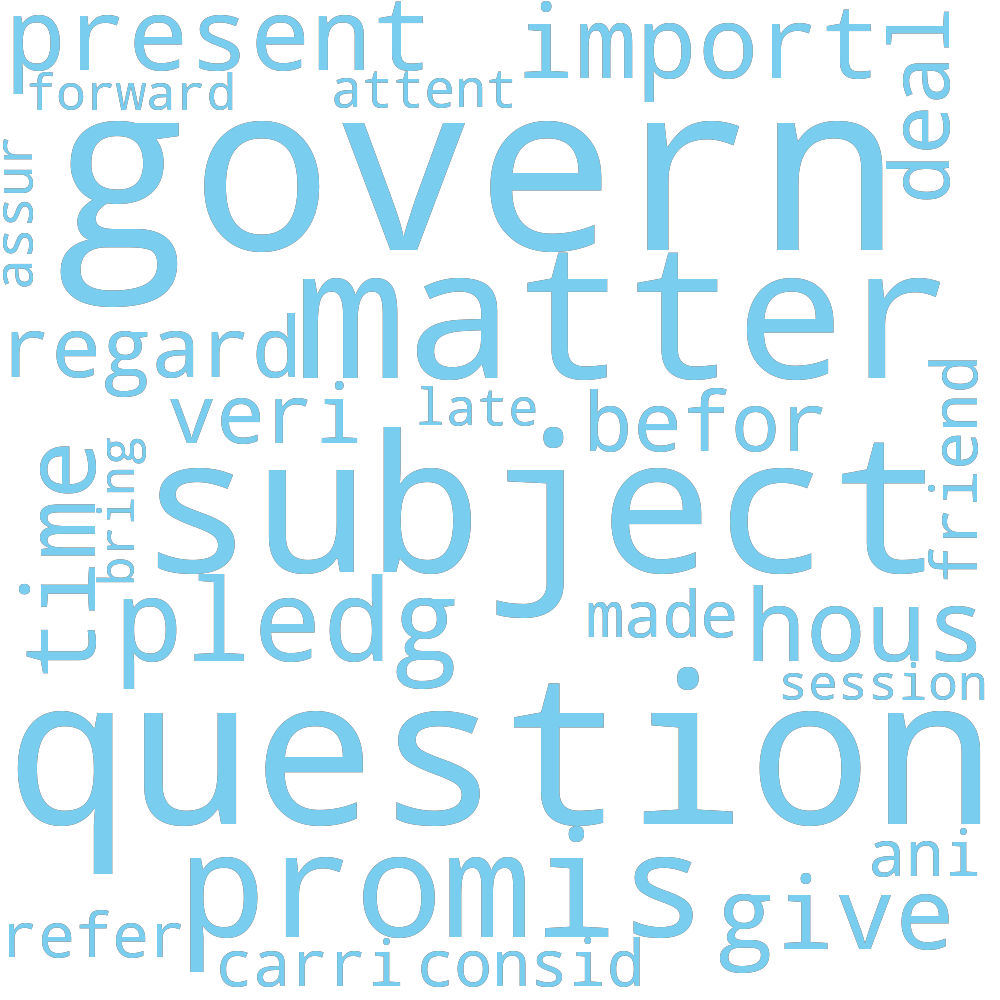 present
import
deal
forward
attent
govern
assur
matter
regard
veri
late
befor
friend
time
bring
subject
pledg
made
hous
session
question
promis
ani
give
refer
carri
consid